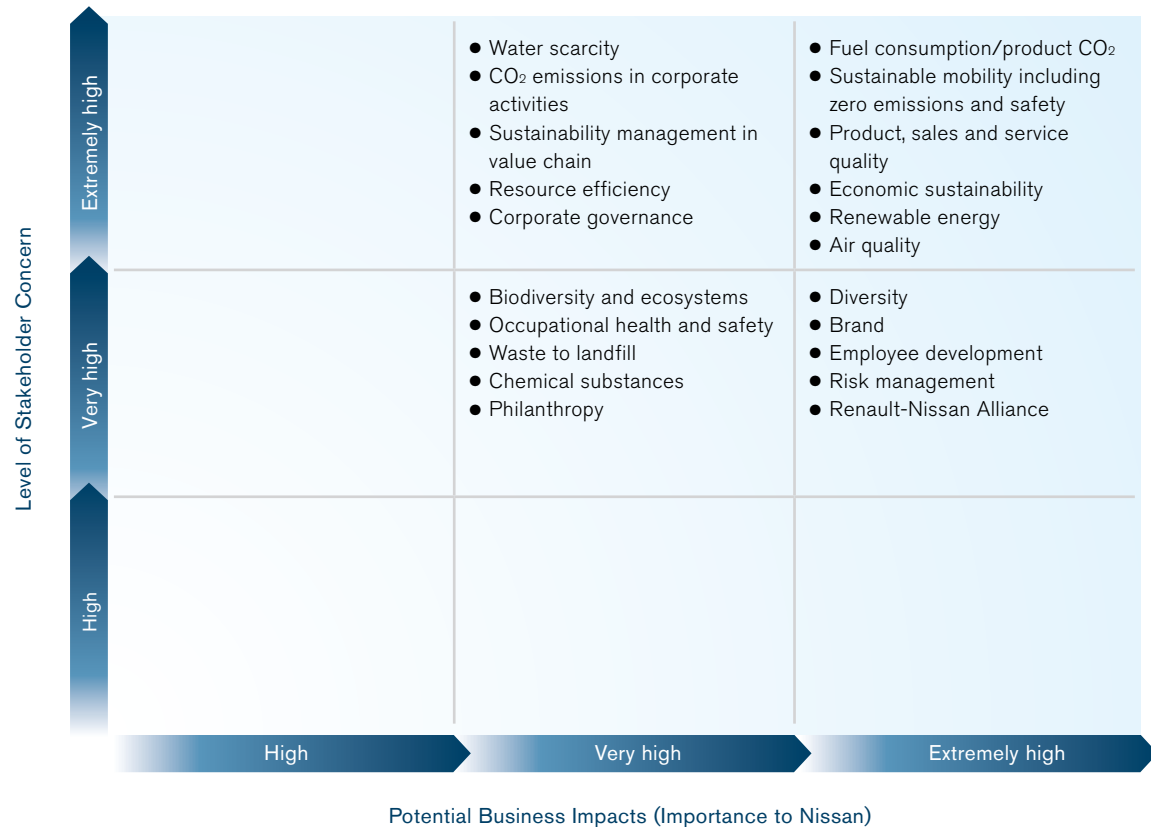 Level of Stakeholder Concern
Extremely high
● Water scarcity
● CO₂ emissions in corporate
activities
● Sustainability management in
value chain
● Resource efficiency
● Corporate governance
● Fuel consumption/product CO₂
● Sustainable mobility including
zero emissions and safety
● Product, sales and service
quality
● Economic sustainability
● Renewable energy
● Air quality
Very high
● Biodiversity and ecosystems
● Occupational health and safety
● Waste to landfill
● Chemical substances
● Philanthropy
● Diversity
● Brand
● Employee development
● Risk management
● Renault-Nissan Alliance
High
High
Very high
Extremely high
Potential Business Impacts (Importance to Nissan)